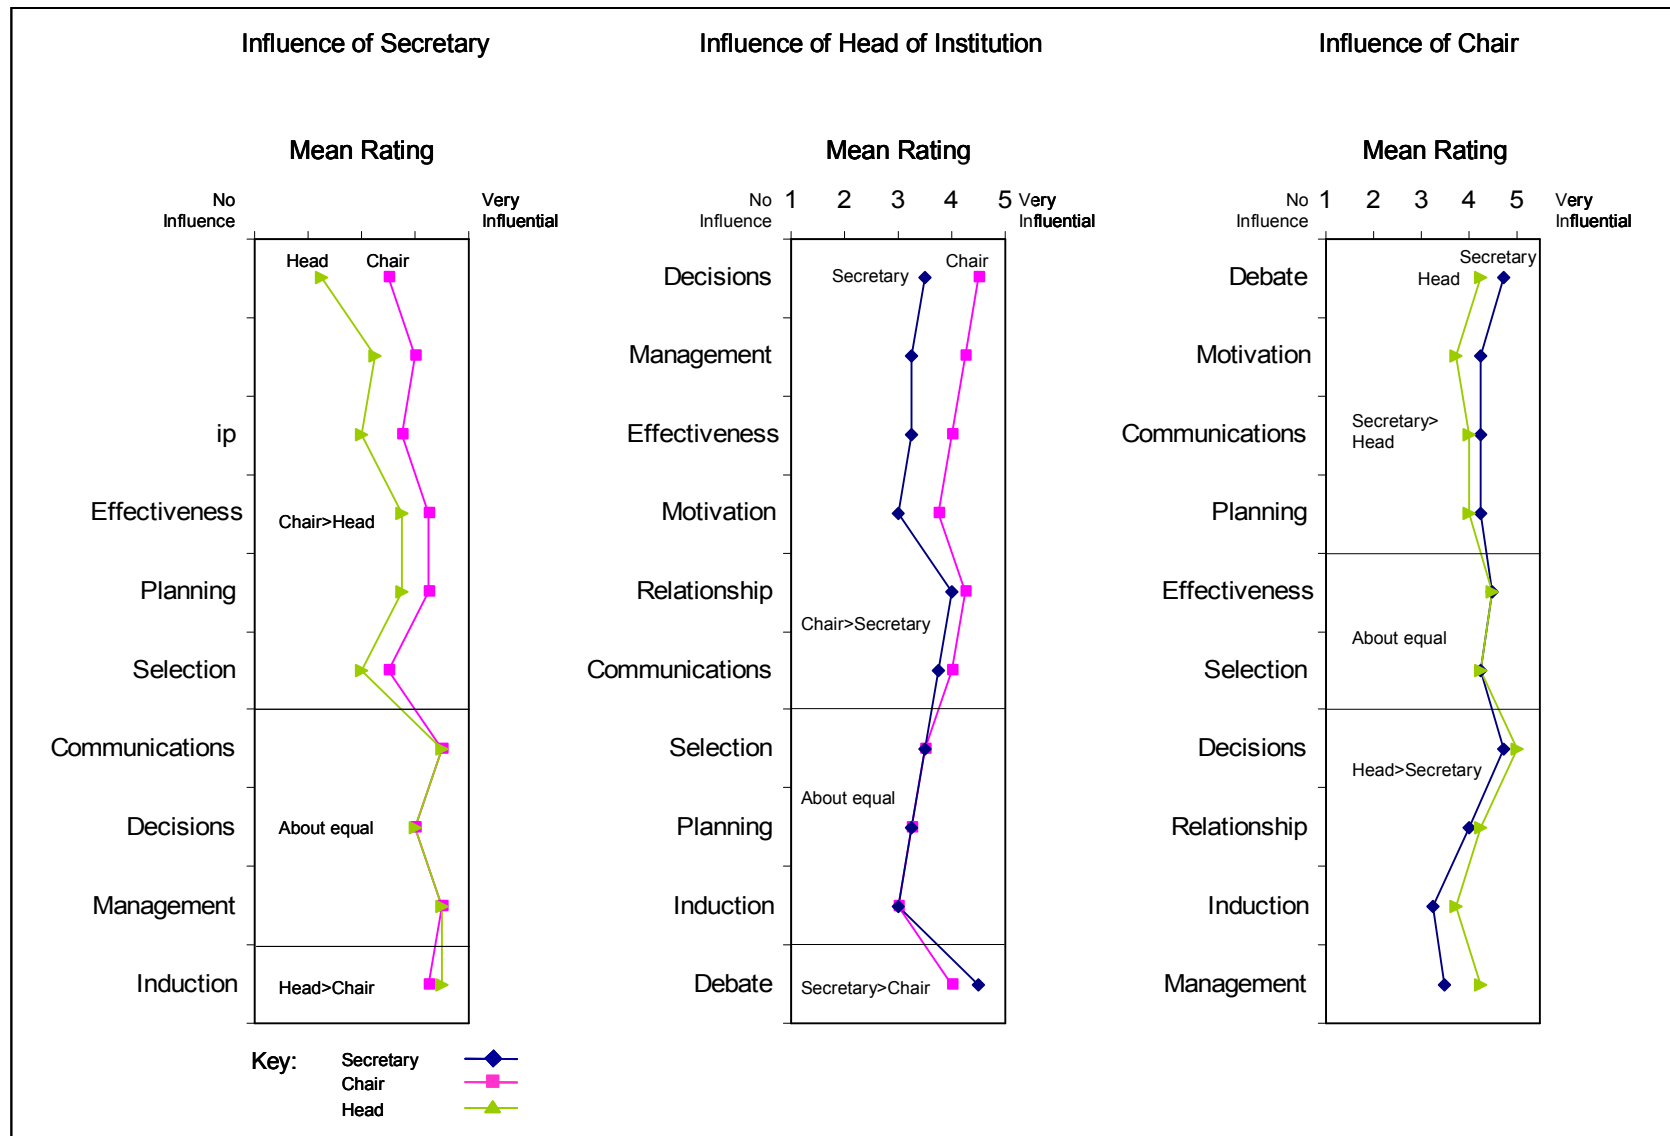 Influence of Secretary
Influence of Head of Institution
Influence of Chair
Mean Rating
Mean Rating
Mean Rating
No
Influence
Very
Influential
No
Influence
1 2 3 4 5
Very
Influential
No
Influence
1 2 3 4 5
Very
Influential
Head
Chair
ip
Effectiveness
Chair>Head
Planning
Selection
Communications
Decisions
About equal
Management
Induction
Head>Chair
Secretary
Chair
Decisions
Management
Effectiveness
Motivation
Relationship
Chair>Secretary
Communications
Selection
About equal
Planning
Induction
Debate
Secretary>Chair
Secretary
Head
Debate
Motivation
Communications
Secretary>
Head
Planning
Effectiveness
About equal
Selection
Decisions
Head>Secretary
Relationship
Induction
Management
Key:
Secretary
Chair
Head